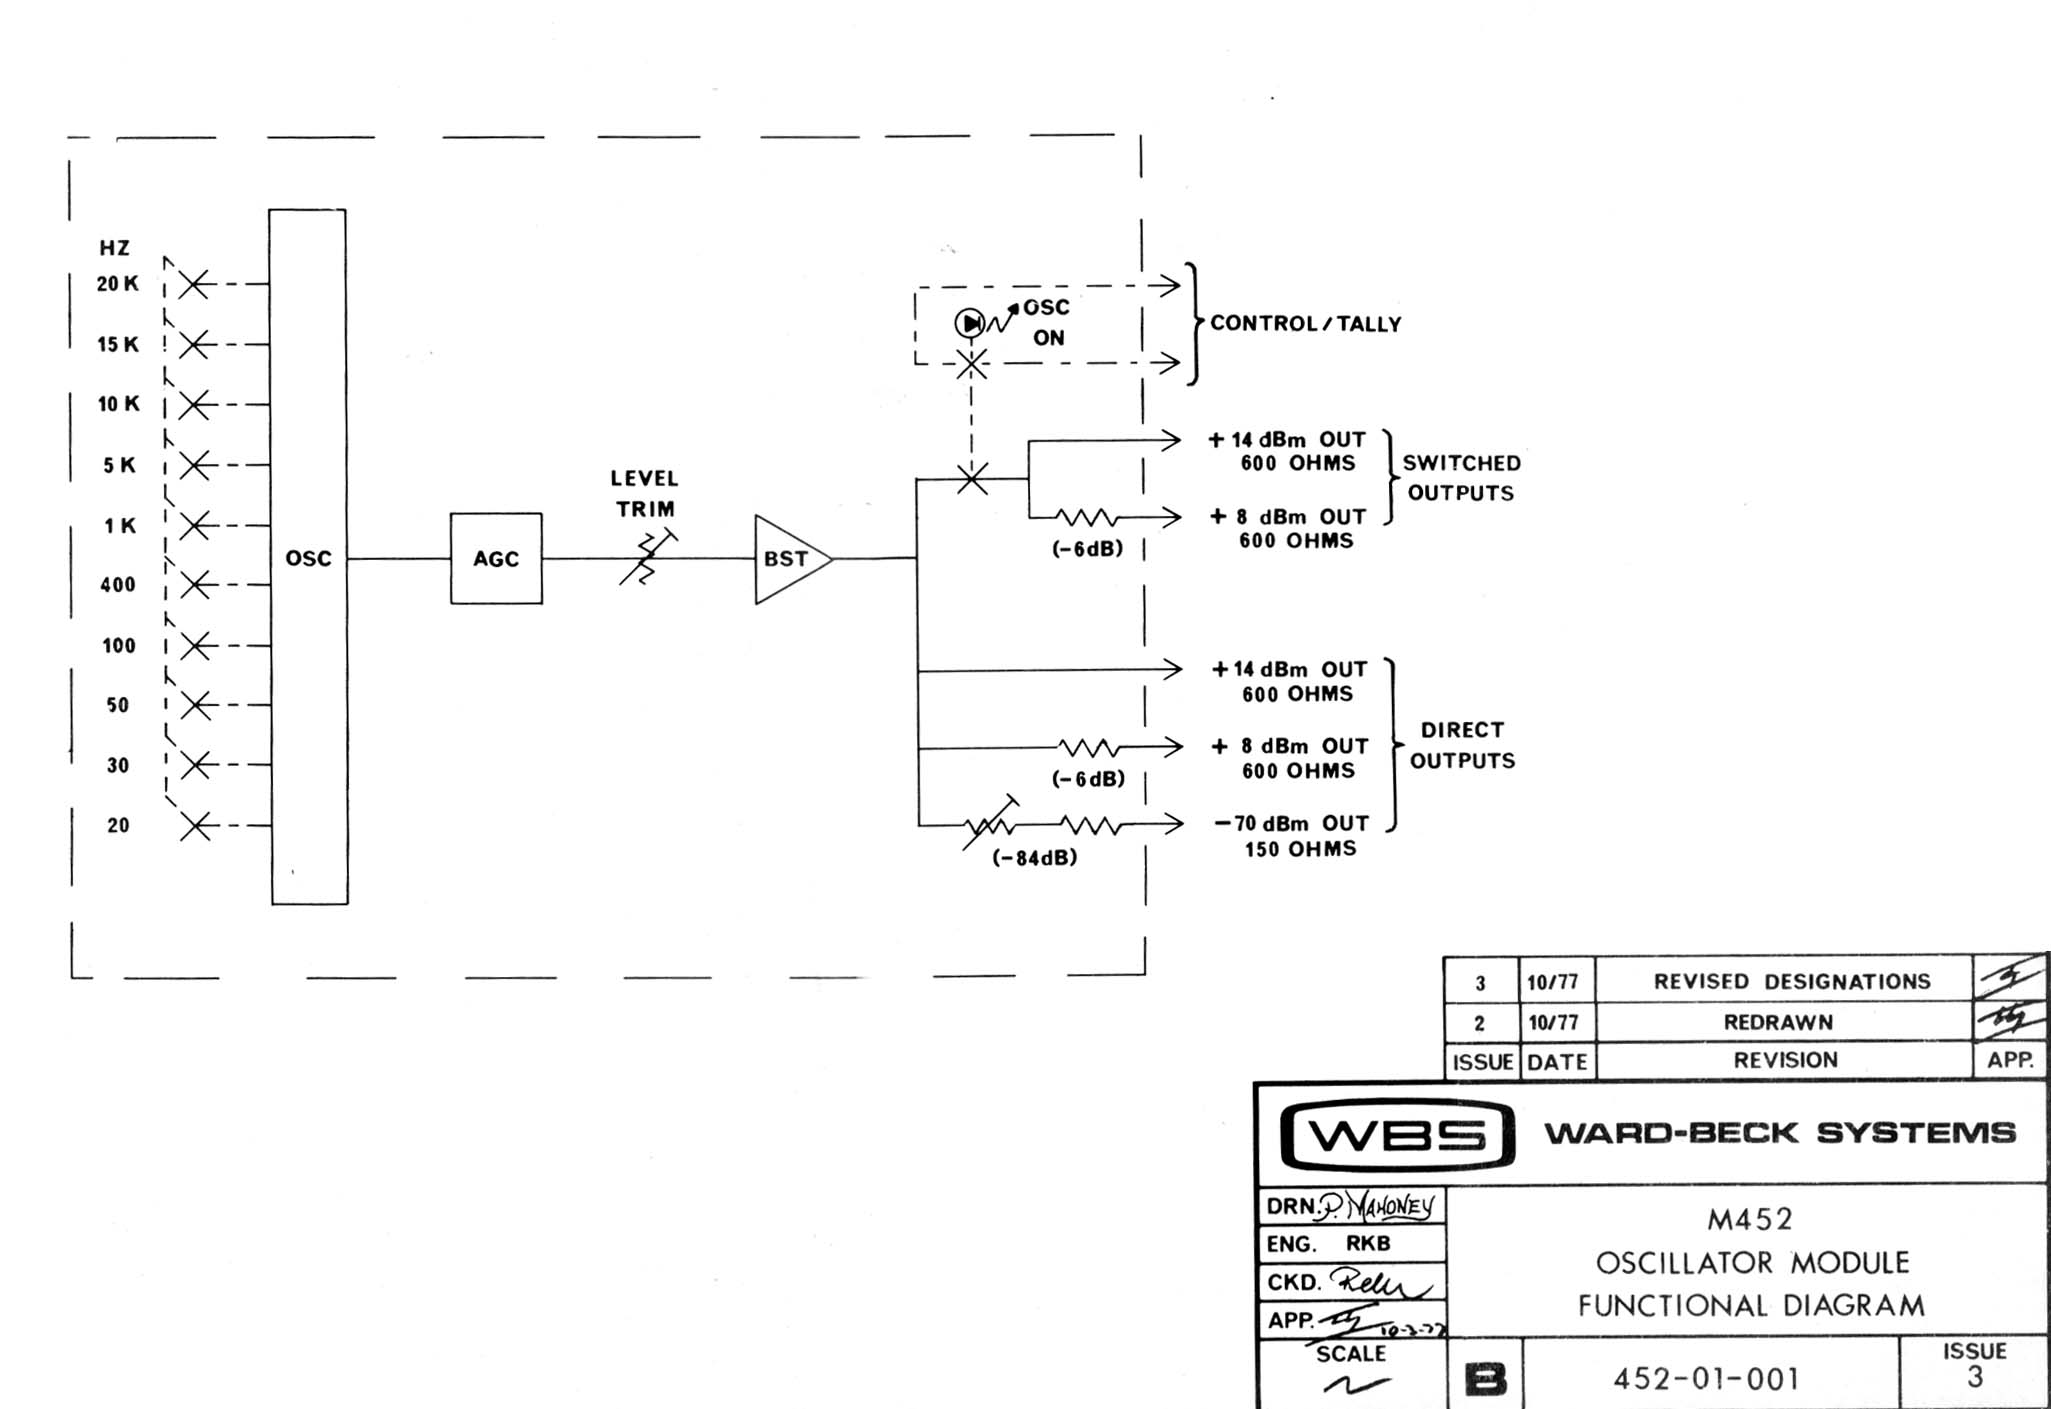 HZ
20 K
15 K
10 K
5 K
1 K
400
100
50
30
20
OSC
AGC
LEVEL
TRIM
BST
OSC
ON
CONTROL/TALLY
+ 14 dBm OUT
600 OHMS
+ 8 dBm OUT
600 OHMS
(-6dB)
SWITCHED
OUTPUTS
+ 14 dBm OUT
600 OHMS
+ 8 dBm OUT
600 OHMS
(-6dB)
-70 dBm OUT
150 OHMS
(-84dB)
DIRECT
OUTPUTS
3 10/77 REVISED DESIGNATIONS
2 10/77 REDRAWN
ISSUE DATE REVISION APP.
WBS WARD-BECK SYSTEMS
DRN. P. MAHONEY
ENG. RKB
CKD.
APP. 10-3-77
SCALE
M452
OSCILLATOR MODULE
FUNCTIONAL DIAGRAM
B
452-01-001
ISSUE
3